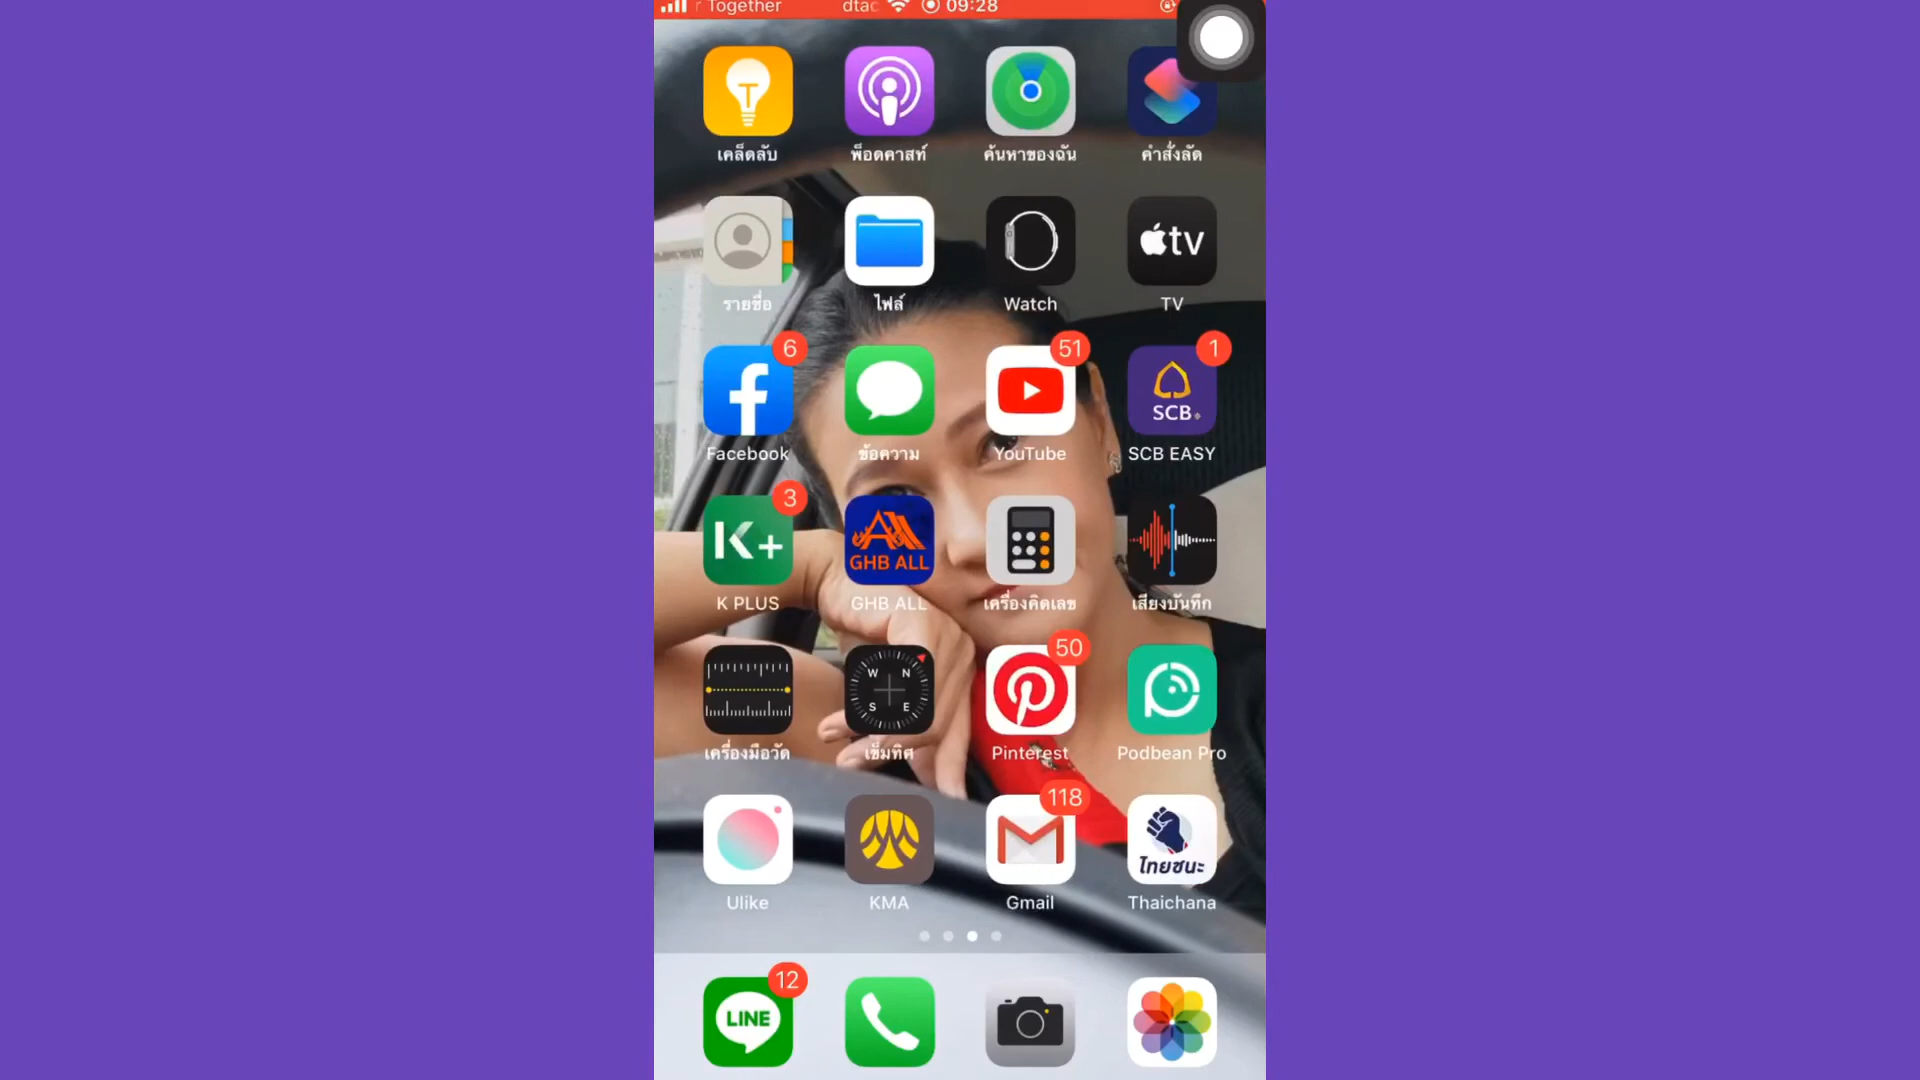 r Together dtac 09:28
T
เคล็ดลับ พ็อดคาสท์ ค้นหาของฉัน คำสั่งลัด
tv
รายชื่อ ไฟล์ Watch TV
6 51 1
SCB
Facebook ข้อความ YouTube SCB EASY
3
K+ GHB ALL
K PLUS GHB ALL เครื่องคิดเลข เสียงบันทึก
50
W N
S E
เครื่องมือวัด เข็มทิศ Pinterest Podbean Pro
118
ไทยชนะ
Ulike KMA Gmail Thaichana
12
LINE